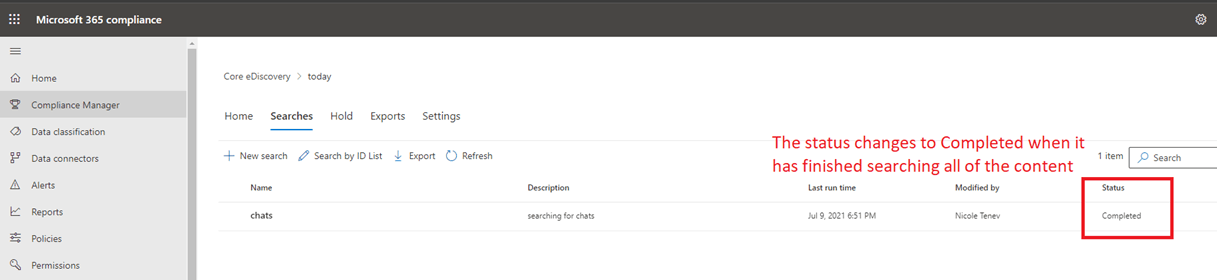 Microsoft 365 compliance
Home
Compliance Manager
Data classification
Data connectors
Alerts
Reports
Policies
Permissions
Core eDiscovery > today
Home Searches Hold Exports Settings
New search Search by ID List Export Refresh
The status changes to Completed when it
has finished searching all of the content
1 item Search
Name Description Last run time Modified by Status
chats searching for chats Jul 9, 2021 6:51 PM Nicole Tenev Completed